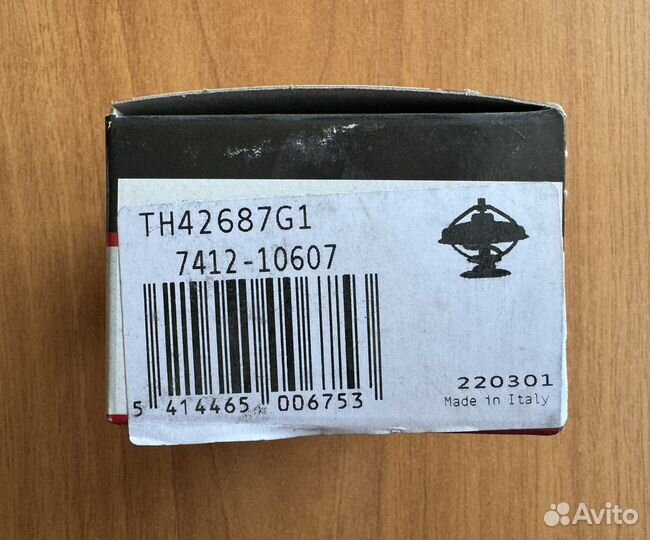 TH42687G1
7412-10607
5 414465 006753
220301
Made in Italy
Avito